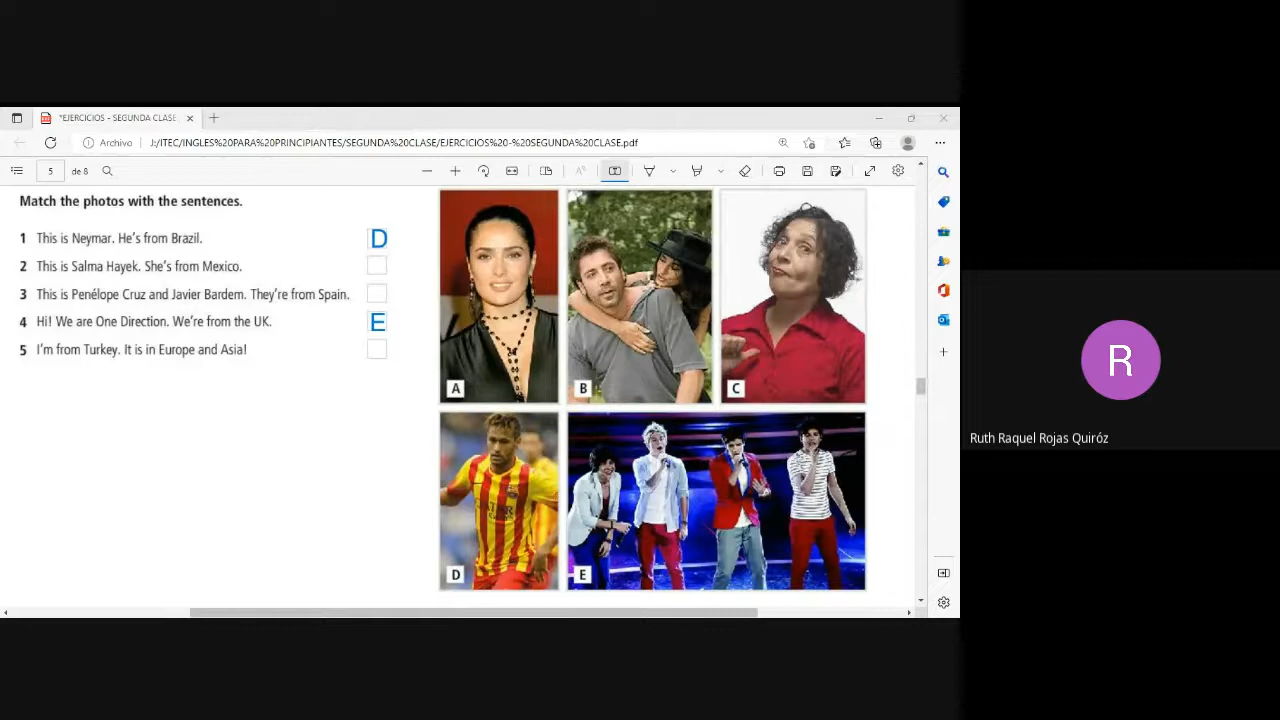 *EJERCICIOS - SEGUNDA CLASE
Archivo J:/ITEC/INGLES%20PARA%20PRINCIPIANTES/SEGUNDA%20CLASE/EJERCICIOS%20-%20SEGUNDA%20CLASE.pdf
5 de 8
Match the photos with the sentences.
1 This is Neymar. He's from Brazil. D
2 This is Salma Hayek. She's from Mexico.
3 This is Penélope Cruz and Javier Bardem. They're from Spain.
4 Hi! We are One Direction. We're from the UK. E
5 I'm from Turkey. It is in Europe and Asia!
A B C
D E
R
Ruth Raquel Rojas Quiróz